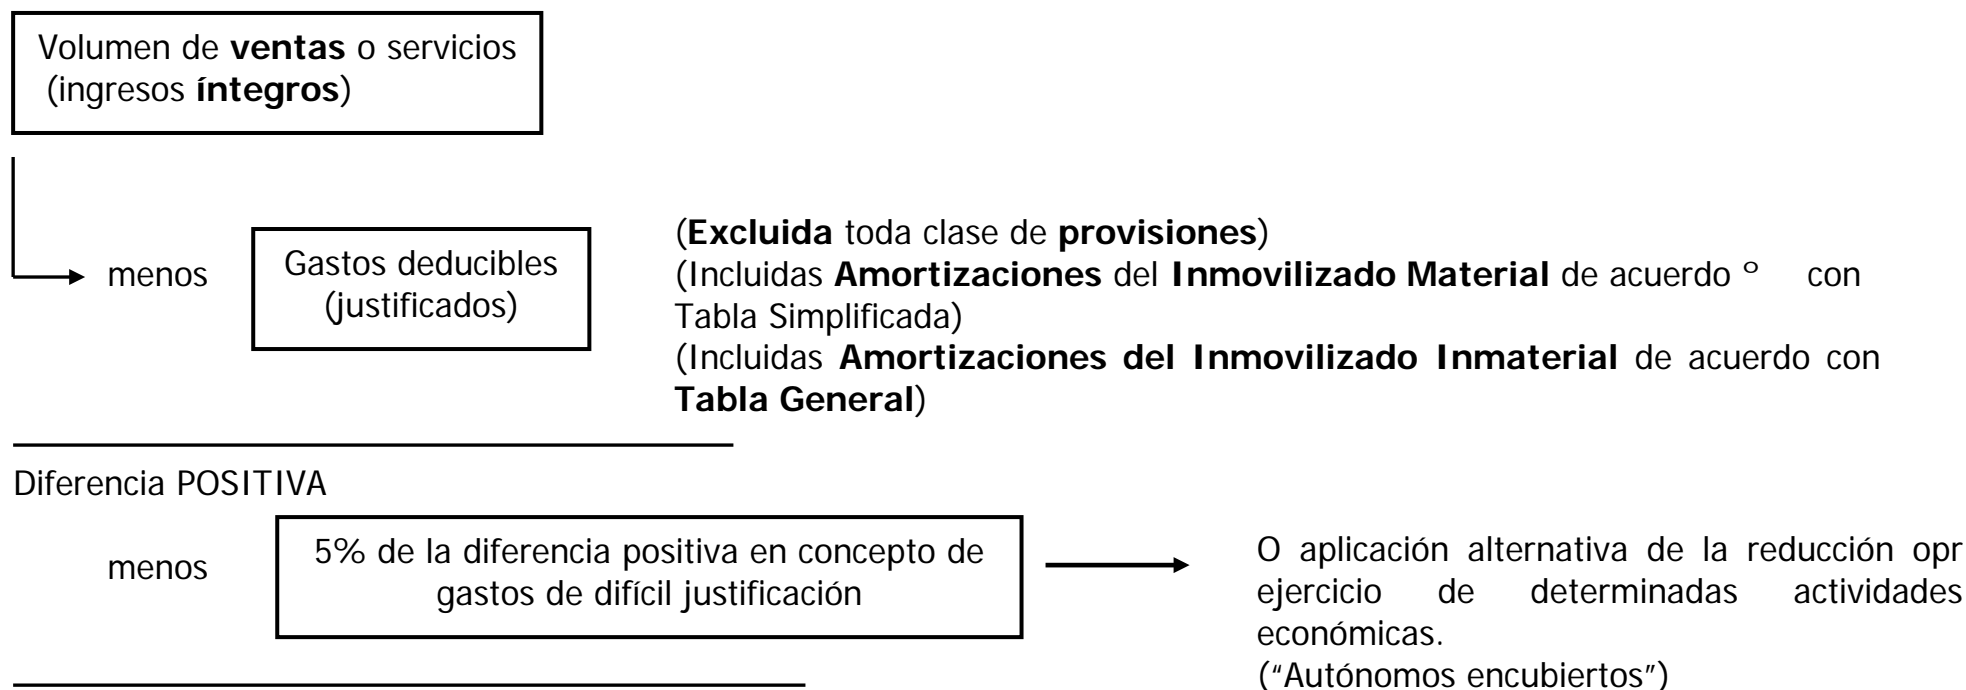 Volumen de ventas o servicios
(ingresos íntegros)
menos
Gastos deducibles
(justificados)
(Excluida toda clase de provisiones)
(Incluidas Amortizaciones del Inmovilizado Material de acuerdo º con
Tabla Simplificada)
(Incluidas Amortizaciones del Inmovilizado Inmaterial de acuerdo con
Tabla General)
Diferencia POSITIVA
menos
5% de la diferencia positiva en concepto de
gastos de difícil justificación
O aplicación alternativa de la reducción opr
ejercicio de determinadas actividades
económicas.
(“Autónomos encubiertos”)